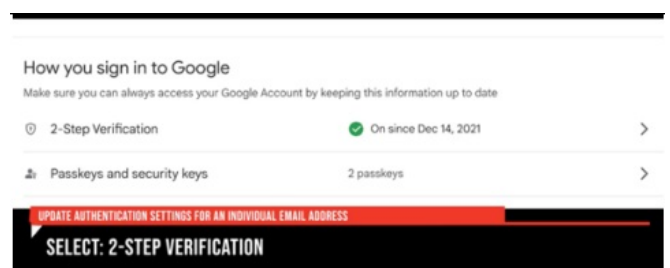 How you sign in to Google
Make sure you can always access your Google Account by keeping this information up to date
2-Step Verification On since Dec 14, 2021
Passkeys and security keys 2 passkeys
UPDATE AUTHENTICATION SETTINGS FOR AN INDIVIDUAL EMAIL ADDRESS
SELECT: 2-STEP VERIFICATION